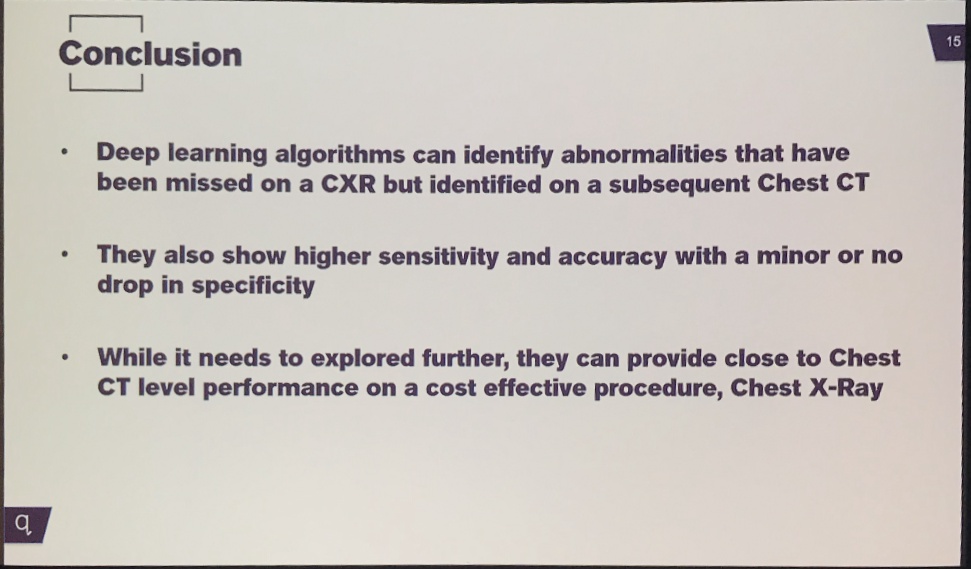 Conclusion
15
• Deep learning algorithms can identify abnormalities that have
been missed on a CXR but identified on a subsequent Chest CT
• They also show higher sensitivity and accuracy with a minor or no
drop in specificity
• While it needs to explored further, they can provide close to Chest
CT level performance on a cost effective procedure, Chest X-Ray
q